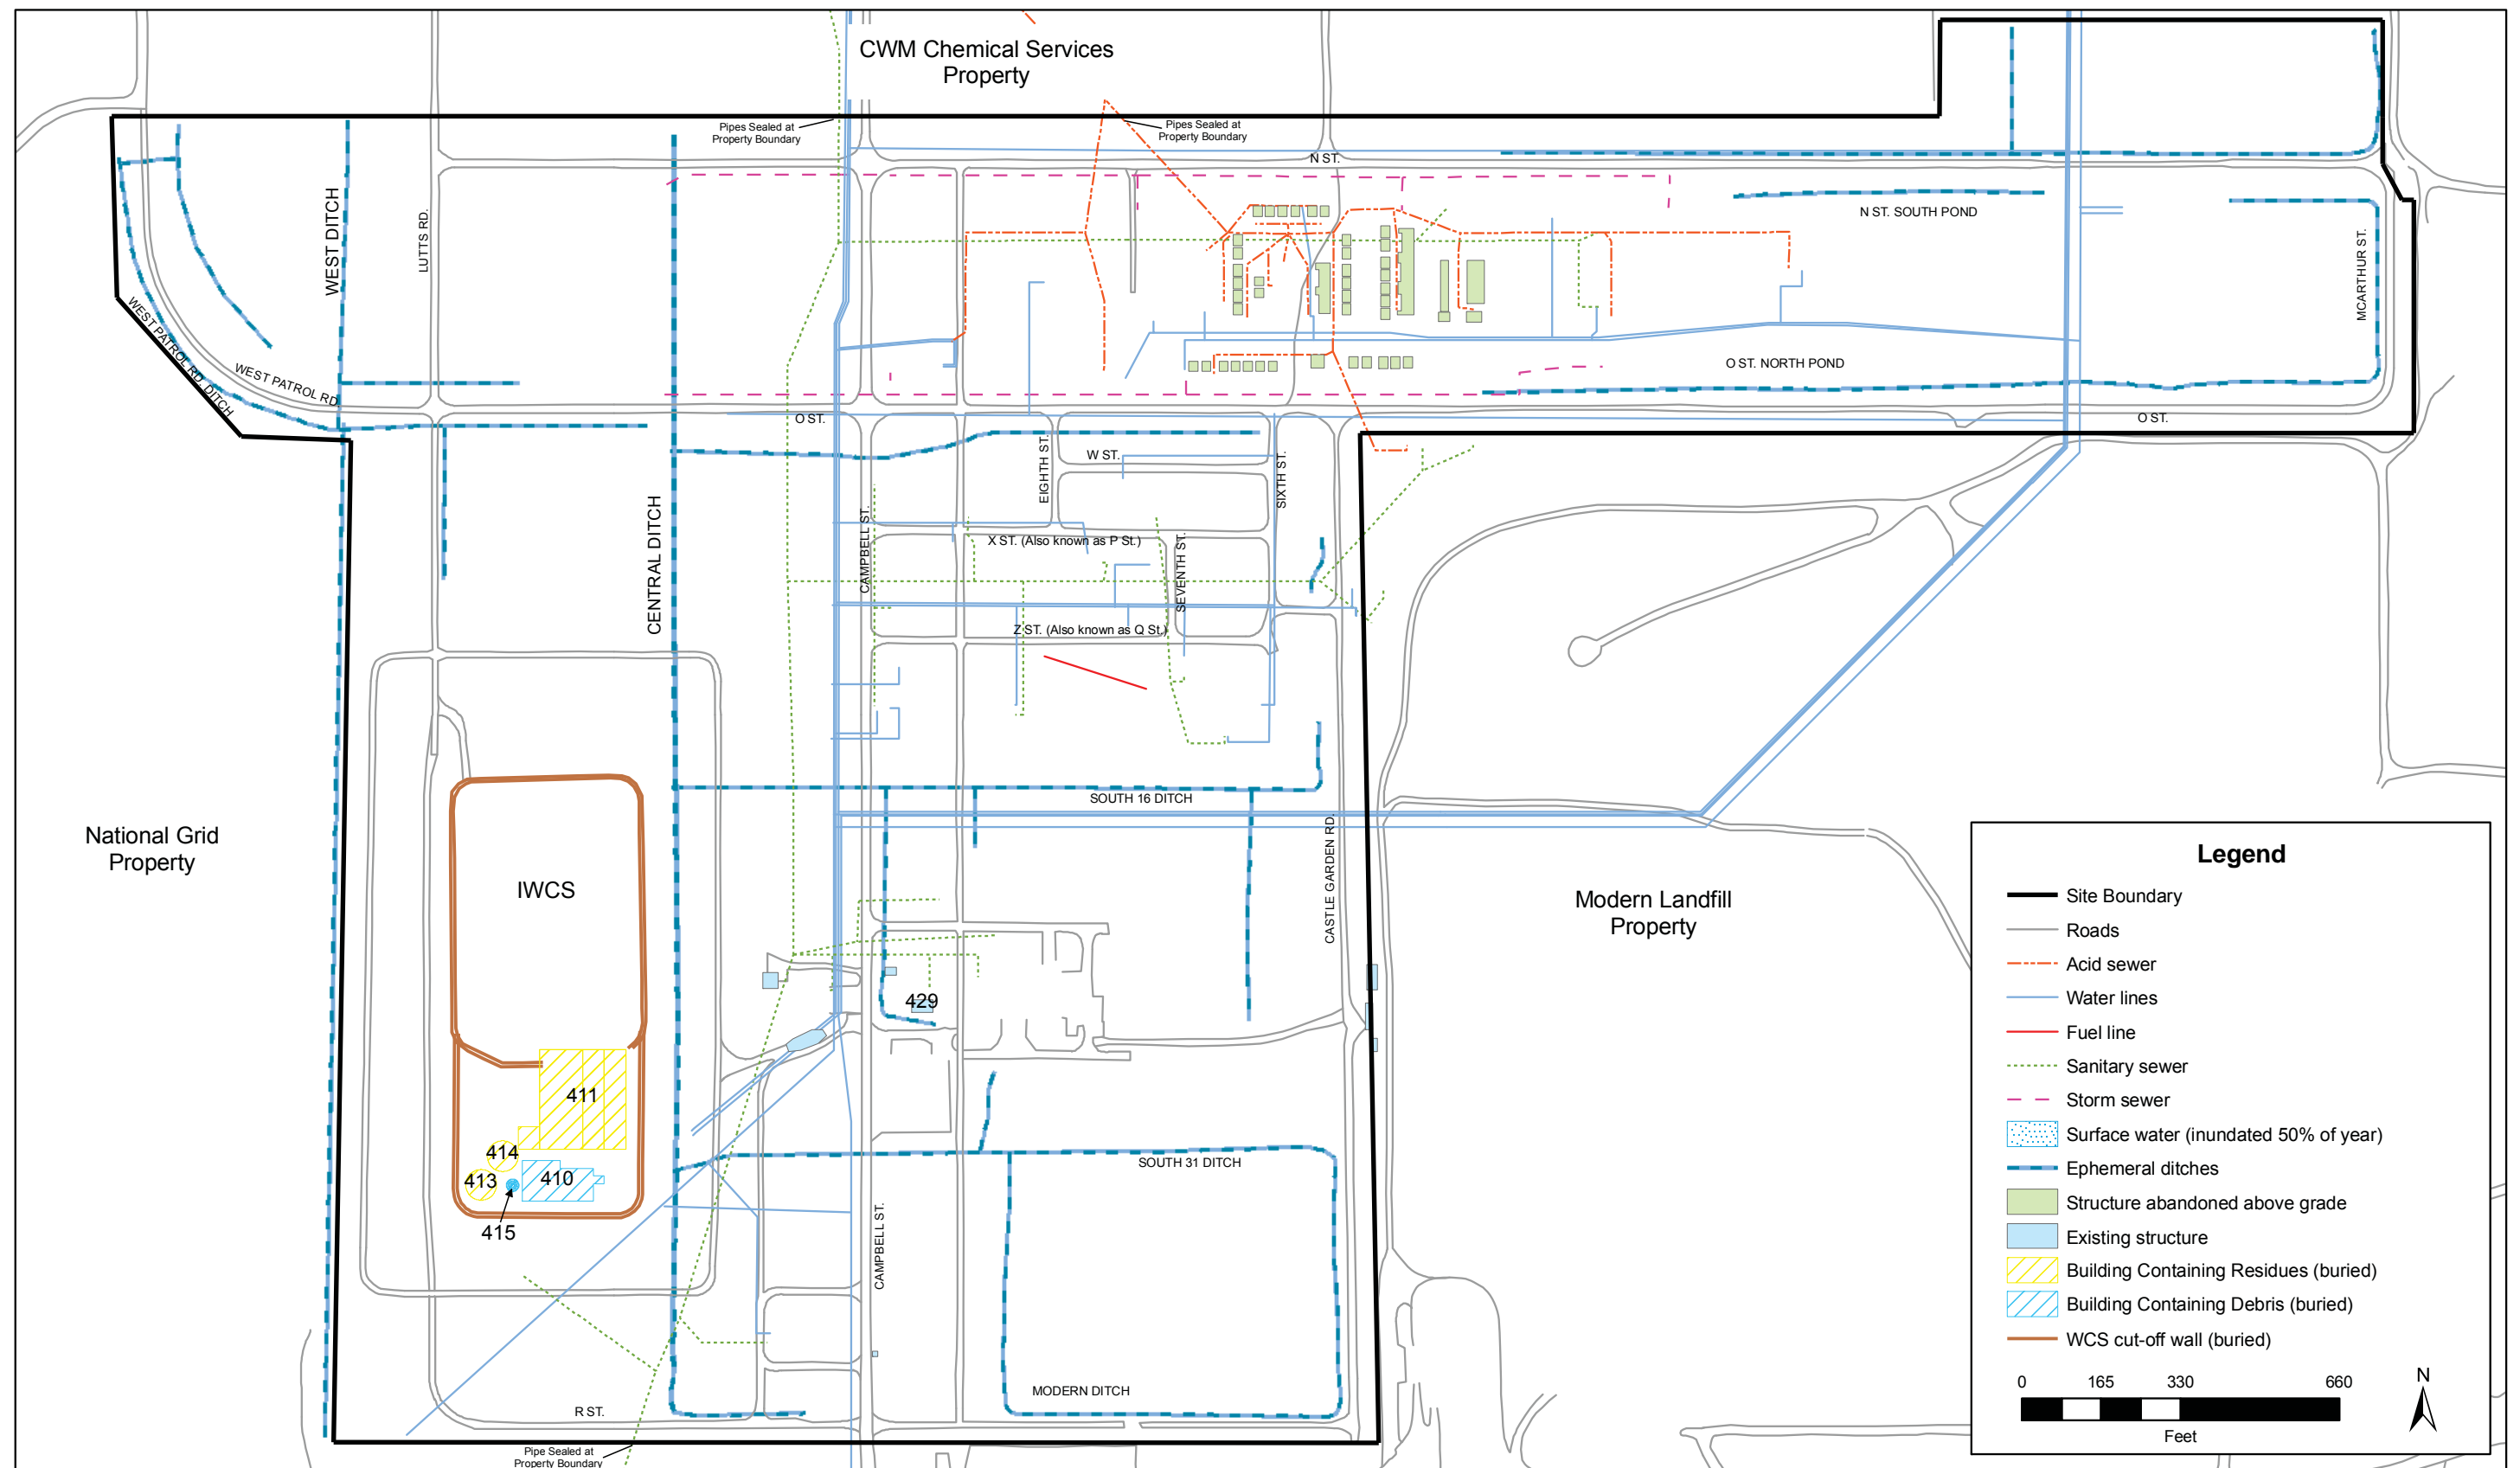 CWM Chemical Services
Property
Pipes Sealed at
Property Boundary
Pipes Sealed at
Property Boundary
N ST.
WEST DITCH
LUTTS RD.
N ST. SOUTH POND
MCARTHUR ST.
WEST PATROL RD. DITCH
WEST PATROL RD.
O ST. NORTH POND
O ST.
O ST.
W ST.
EIGHTH ST.
SIXTH ST.
CENTRAL DITCH
CAMPBELL ST.
X ST. (Also known as P St.)
SEVENTH ST.
Z ST. (Also known as Q St.)
SOUTH 16 DITCH
National Grid
Property
IWCS
CASTLE GARDEN RD.
Modern Landfill
Property
429
411
414
413
410
415
SOUTH 31 DITCH
CAMPBELL ST.
MODERN DITCH
R ST.
Pipe Sealed at
Property Boundary
Legend
Site Boundary
Roads
Acid sewer
Water lines
Fuel line
Sanitary sewer
Storm sewer
Surface water (inundated 50% of year)
Ephemeral ditches
Structure abandoned above grade
Existing structure
Building Containing Residues (buried)
Building Containing Debris (buried)
WCS cut-off wall (buried)
0 165 330 660
Feet
N